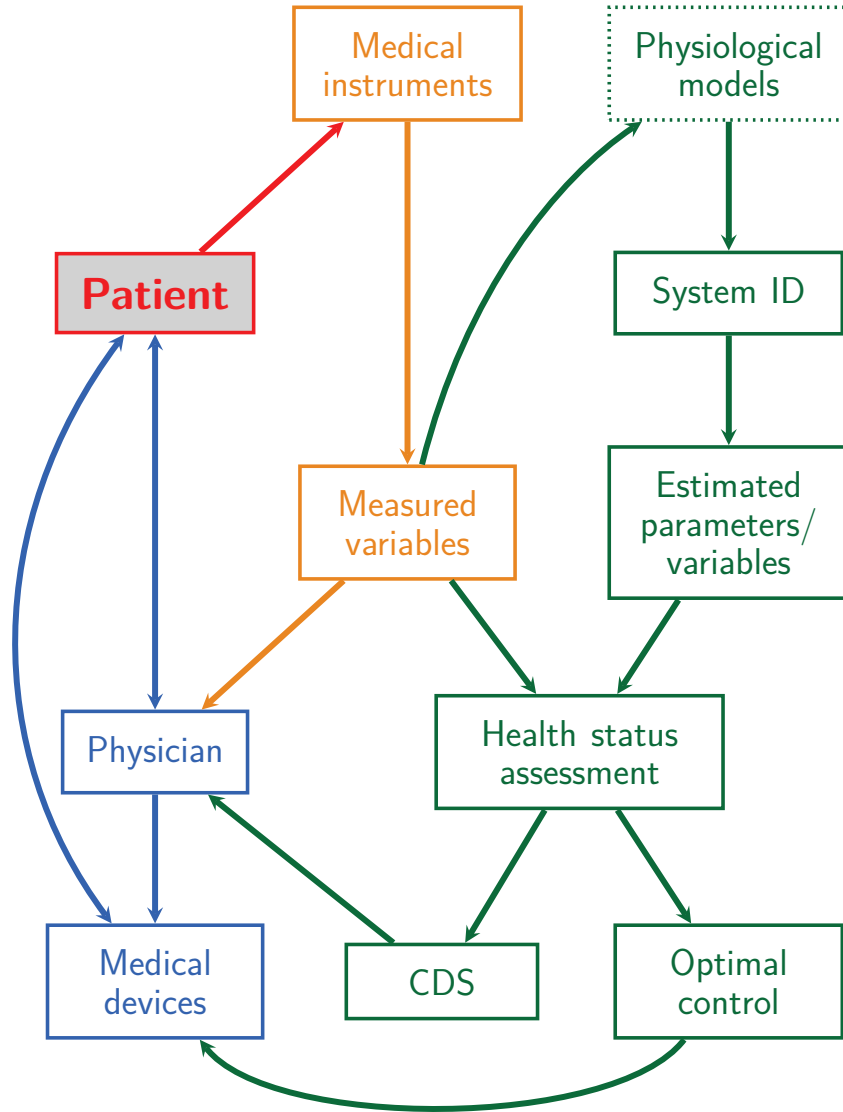 Medical
instruments
Physiological
models
Patient
System ID
Measured
variables
Estimated
parameters/
variables
Physician
Health status
assessment
Medical
devices
CDS
Optimal
control